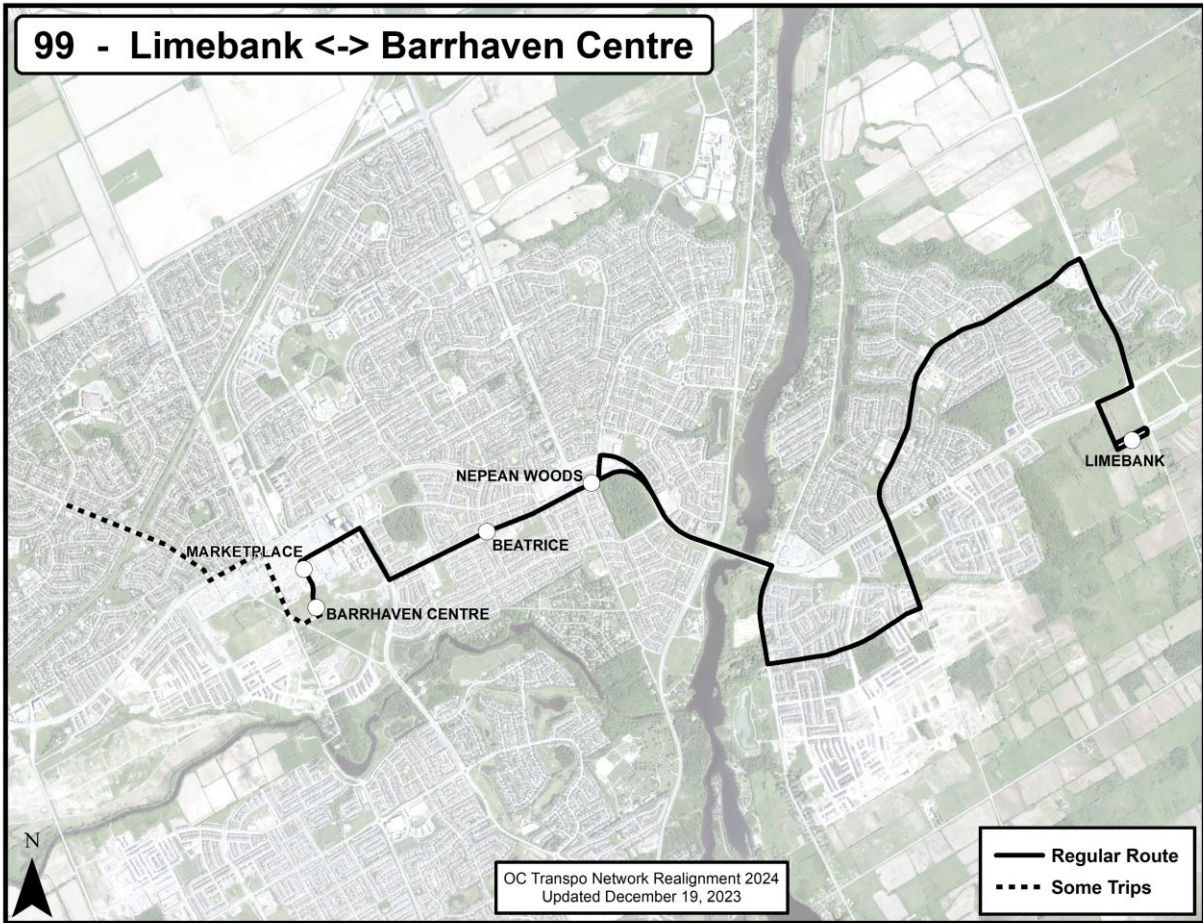 99 - Limebank <-> Barrhaven Centre
NEPEAN WOODS
LIMEBANK
BEATRICE
MARKETPLACE
BARRHAVEN CENTRE
N
OC Transpo Network Realignment 2024
Updated December 19, 2023
Regular Route
Some Trips